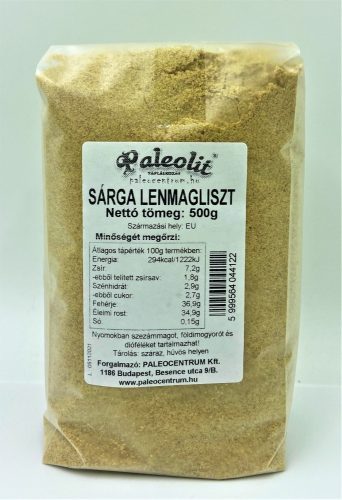 Paleolit
TÁPLÁLKOZÁS
paleocentrum.hu
SÁRGA LENMAGLISZT
Nettó tömeg: 500g
Származási hely: EU
Minőségét megőrzi:
Átlagos tápérték 100g termékben:
Energia: 294kcal/1222kJ
Zsír: 7,2g
-ebből telített zsírsav: 1,8g
Szénhidrát: 2,9g
-ebből cukor: 2,7g
Fehérje: 36,9g
Élelmi rost: 34,9g
Só: 0,15g
Nyomokban szezámmagot, földimogyorót és
dióféléket tartalmazhat!
Tárolás: száraz, hűvös helyen
Forgalmazó: PALEOCENTRUM Kft.
1186 Budapest, Besence utca 9/B.
www.paleocentrum.hu
5 999564 044122